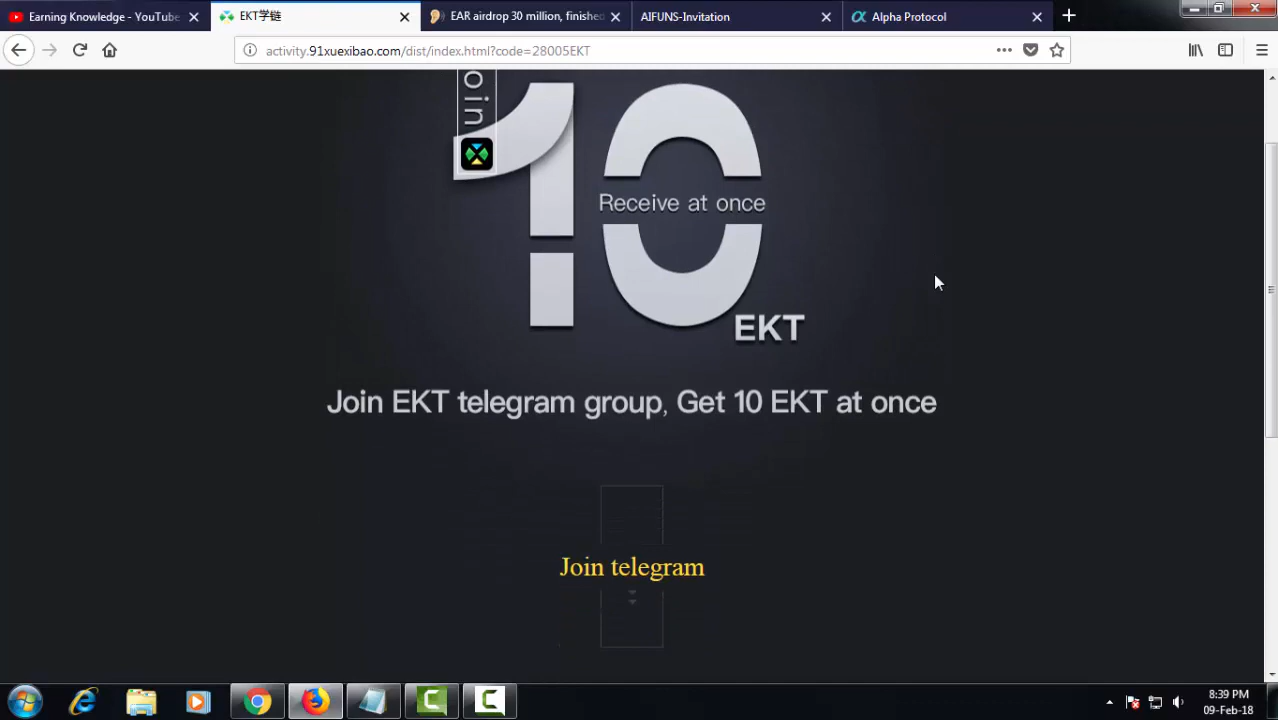 Earning Knowledge - YouTube
EKT学链
EAR airdrop 30 million, finished
AIFUNS-Invitation
Alpha Protocol
activity.91xuexibao.com/dist/index.html?code=28005EKT
oin
10
Receive at once
EKT
Join EKT telegram group, Get 10 EKT at once
Join telegram
8:39 PM
09-Feb-18